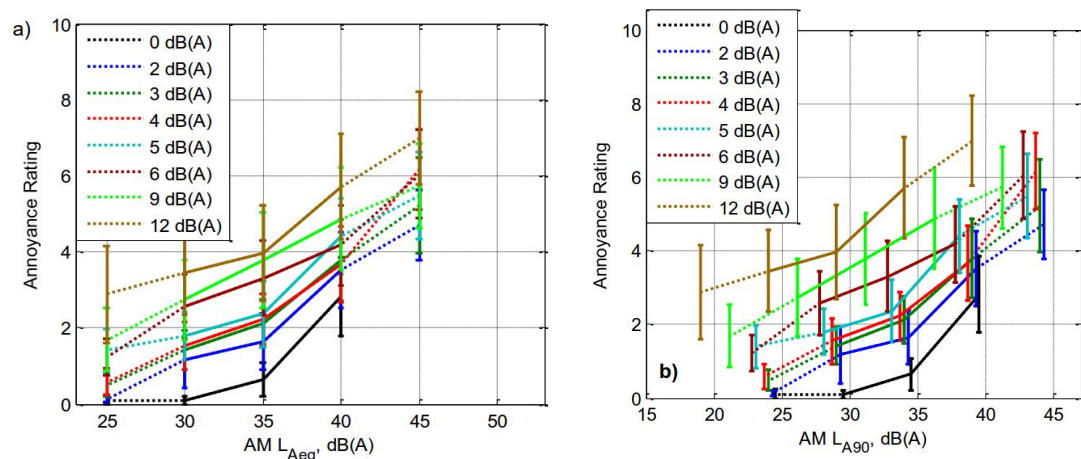 a)
Annoyance Rating
10
8
6
4
2
0
0 dB(A)
2 dB(A)
3 dB(A)
4 dB(A)
5 dB(A)
6 dB(A)
9 dB(A)
12 dB(A)
25 30 35 40 45 50
AM LAeq, dB(A)
b)
Annoyance Rating
10
8
6
4
2
0
0 dB(A)
2 dB(A)
3 dB(A)
4 dB(A)
5 dB(A)
6 dB(A)
9 dB(A)
12 dB(A)
15 20 25 30 35 40 45
AM LA90, dB(A)